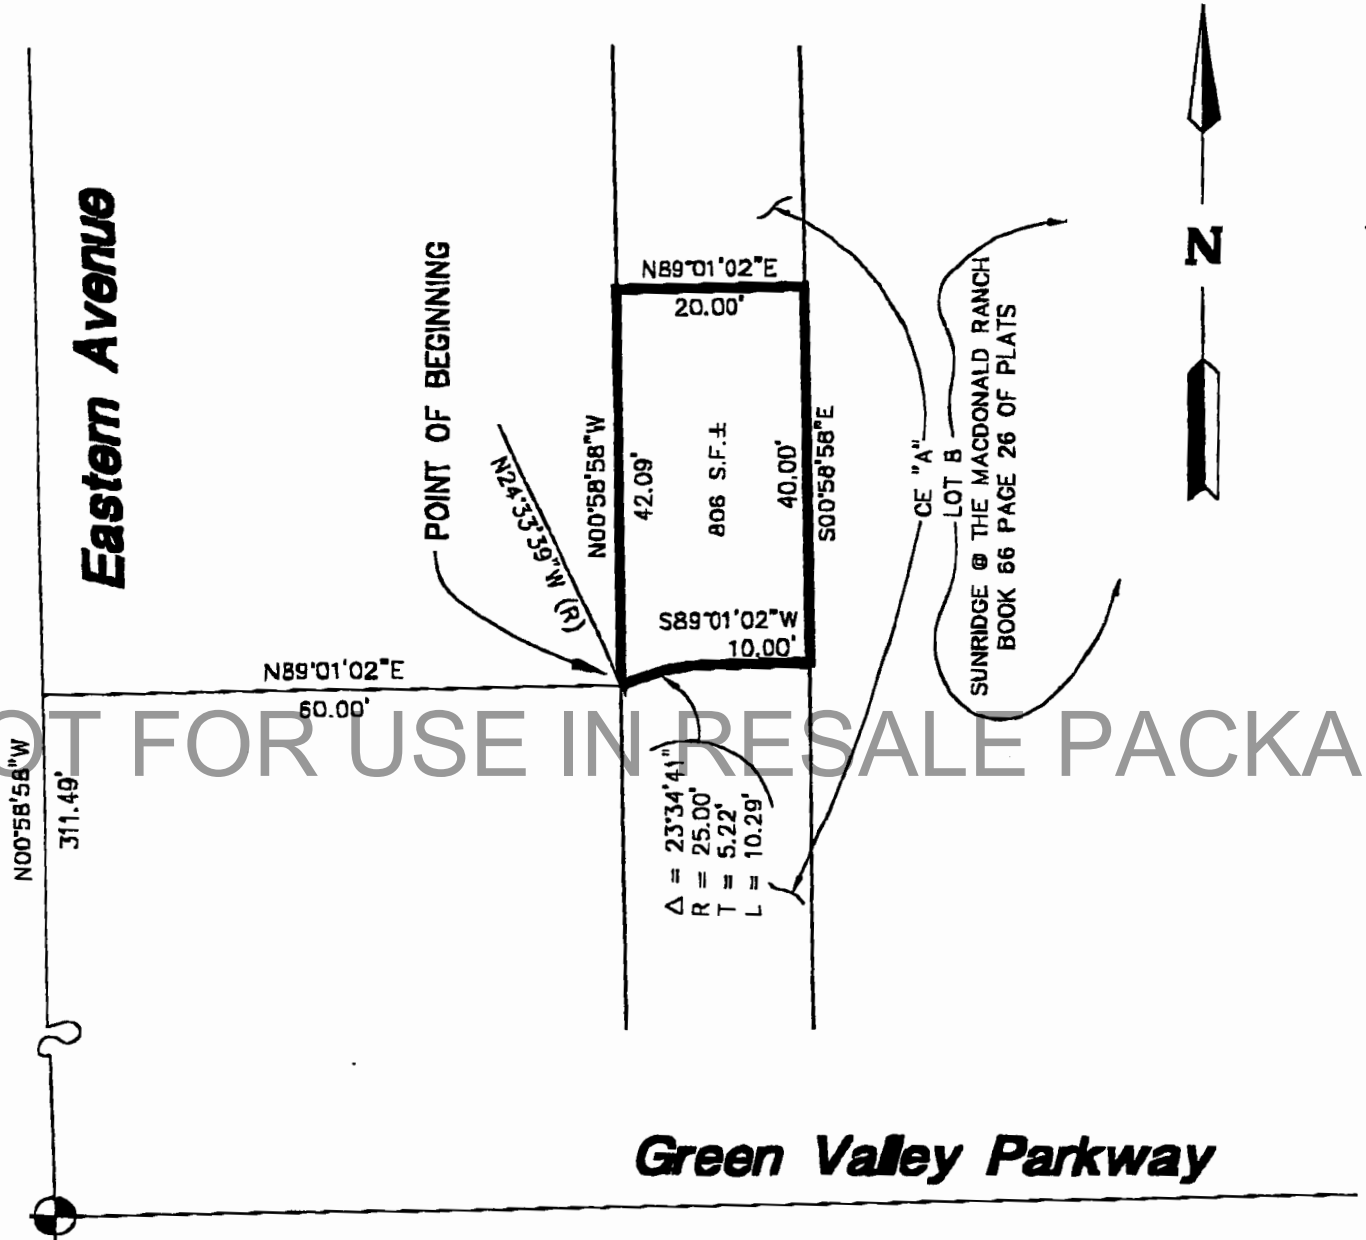 Eastern Avenue
POINT OF BEGINNING
N89°01'02"E
20.00'
N
N00°58'58"W
42.09'
806 S.F.±
40.00'
S00°58'58"E
N24°33'39"W (R)
S89°01'02"W
10.00'
CE "A"
LOT B
SUNRIDGE @ THE MACDONALD RANCH
BOOK 66 PAGE 26 OF PLATS
N89°01'02"E
60.00'
OT FOR USE IN RESALE PACKA
N00°58'58"W
311.49'
Δ = 23°34'41"
R = 25.00'
T = 5.22'
L = 10.29'
Green Valley Parkway